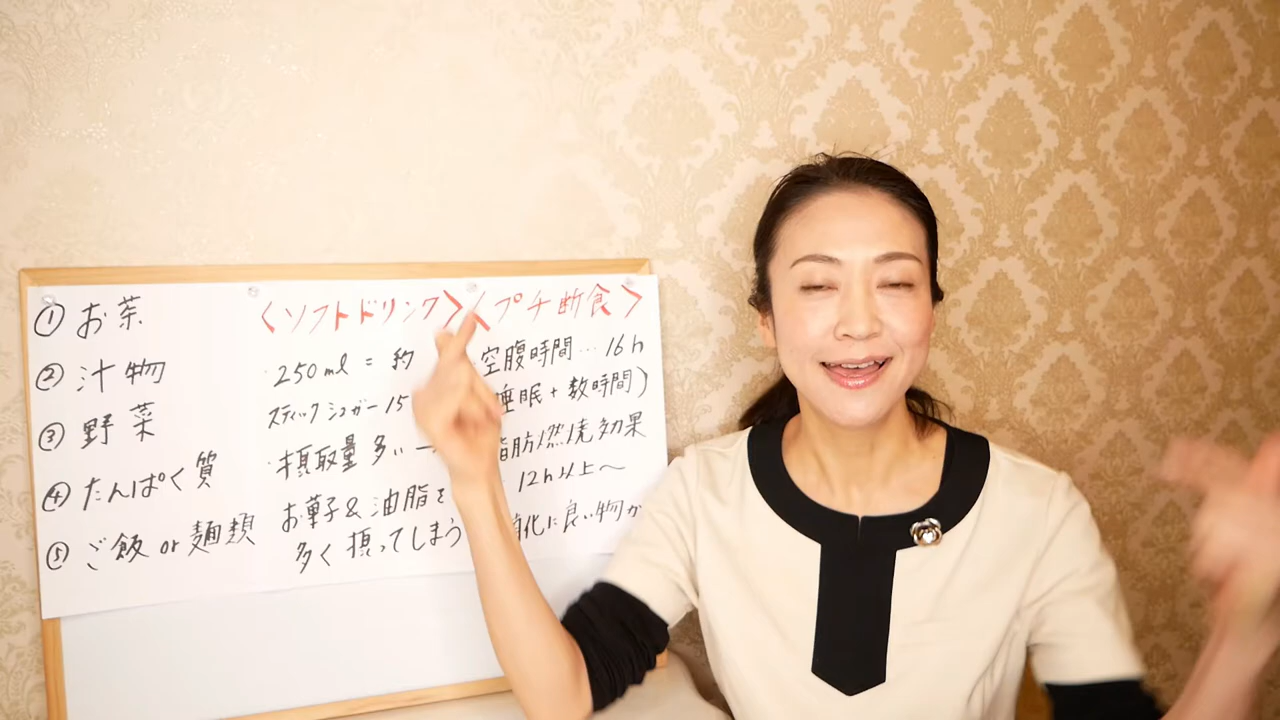 ① お茶
② 汁物
③ 野菜
④ たんぱく質
⑤ ご飯 or 麺類
〈ソフトドリンク〉
・250ml = 約
スティックシュガー15
・摂取量多い
お菓子&油脂を
多く摂ってしまう
〈プチ断食〉
空腹時間…16h
睡眠+数時間)
脂肪燃焼効果
12h以上〜
消化に良い物か